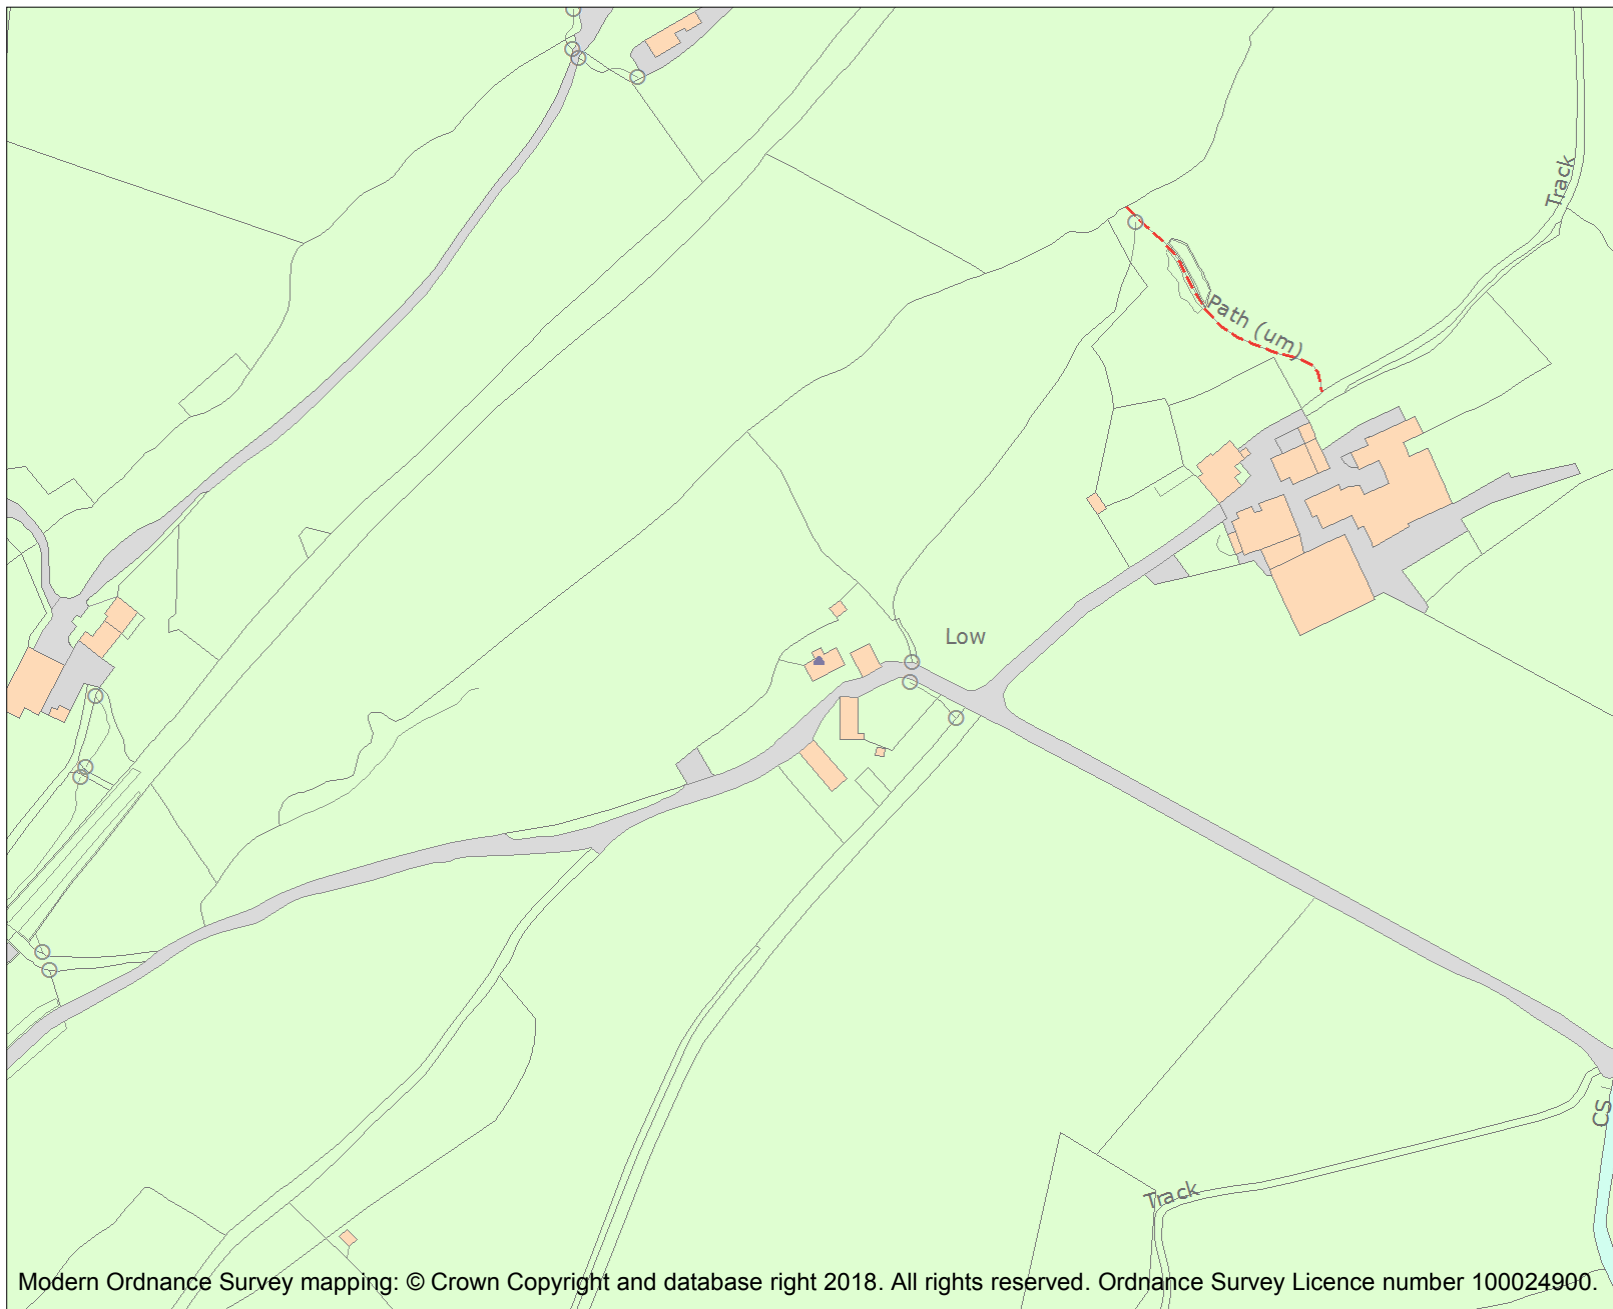 Track
Path (um)
Low
CS
Track
Modern Ordnance Survey mapping: © Crown Copyright and database right 2018. All rights reserved. Ordnance Survey Licence number 100024900.